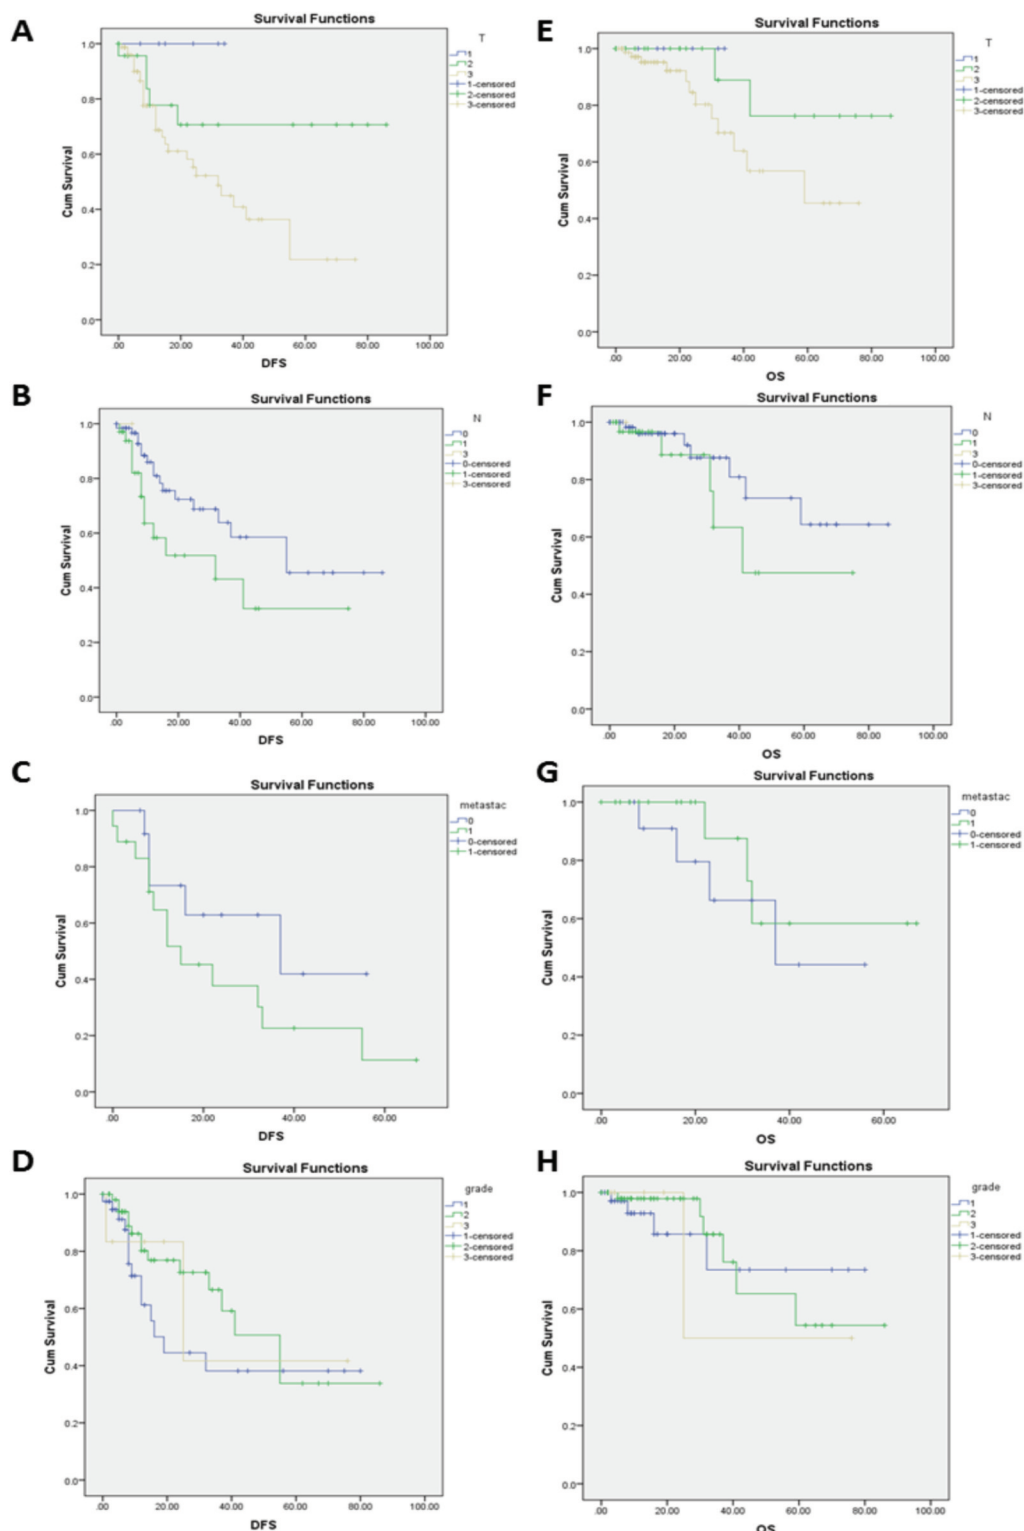 A
Survival Functions
T
1
2
3
1-censored
2-censored
3-censored
Cum Survival
1.0
0.8
0.6
0.4
0.2
0.0
.00 20.00 40.00 60.00 80.00 100.00
DFS
E
Survival Functions
T
1
2
3
1-censored
2-censored
3-censored
Cum Survival
1.0
0.8
0.6
0.4
0.2
0.0
.00 20.00 40.00 60.00 80.00 100.00
OS
B
Survival Functions
N
0
1
3
0-censored
1-censored
3-censored
Cum Survival
1.0
0.8
0.6
0.4
0.2
0.0
.00 20.00 40.00 60.00 80.00 100.00
DFS
F
Survival Functions
N
0
1
3
0-censored
1-censored
3-censored
Cum Survival
1.0
0.8
0.6
0.4
0.2
0.0
.00 20.00 40.00 60.00 80.00 100.00
OS
C
Survival Functions
metastac
0
1
0-censored
1-censored
Cum Survival
1.0
0.8
0.6
0.4
0.2
0.0
.00 20.00 40.00 60.00
DFS
G
Survival Functions
metastac
0
1
0-censored
1-censored
Cum Survival
1.0
0.8
0.6
0.4
0.2
0.0
.00 20.00 40.00 60.00
OS
D
Survival Functions
grade
1
2
3
1-censored
2-censored
3-censored
Cum Survival
1.0
0.8
0.6
0.4
0.2
0.0
.00 20.00 40.00 60.00 80.00 100.00
DFS
H
Survival Functions
grade
1
2
3
1-censored
2-censored
3-censored
Cum Survival
1.0
0.8
0.6
0.4
0.2
0.0
.00 20.00 40.00 60.00 80.00 100.00
OS